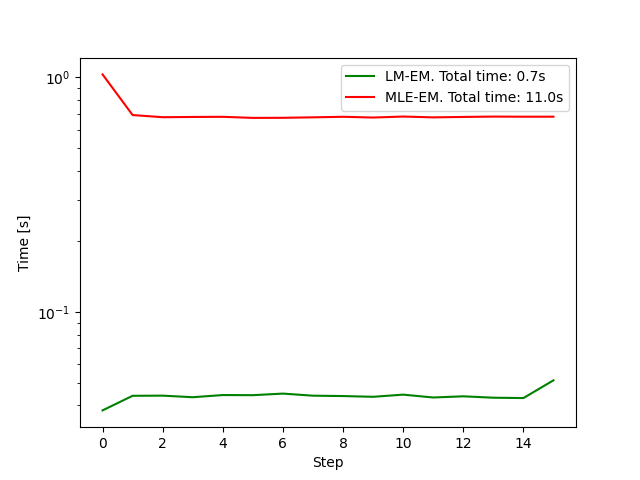 LM-EM. Total time: 0.7s
MLE-EM. Total time: 11.0s
Time [s]
10⁰
10⁻¹
0 2 4 6 8 10 12 14
Step